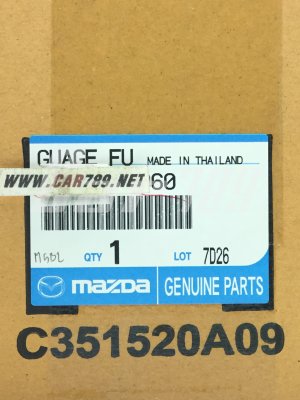 GUAGE FU MADE IN THAILAND
WWW.CAR799.NET
60
QTY 1 LOT 7D26
mazda GENUINE PARTS
C351520A09